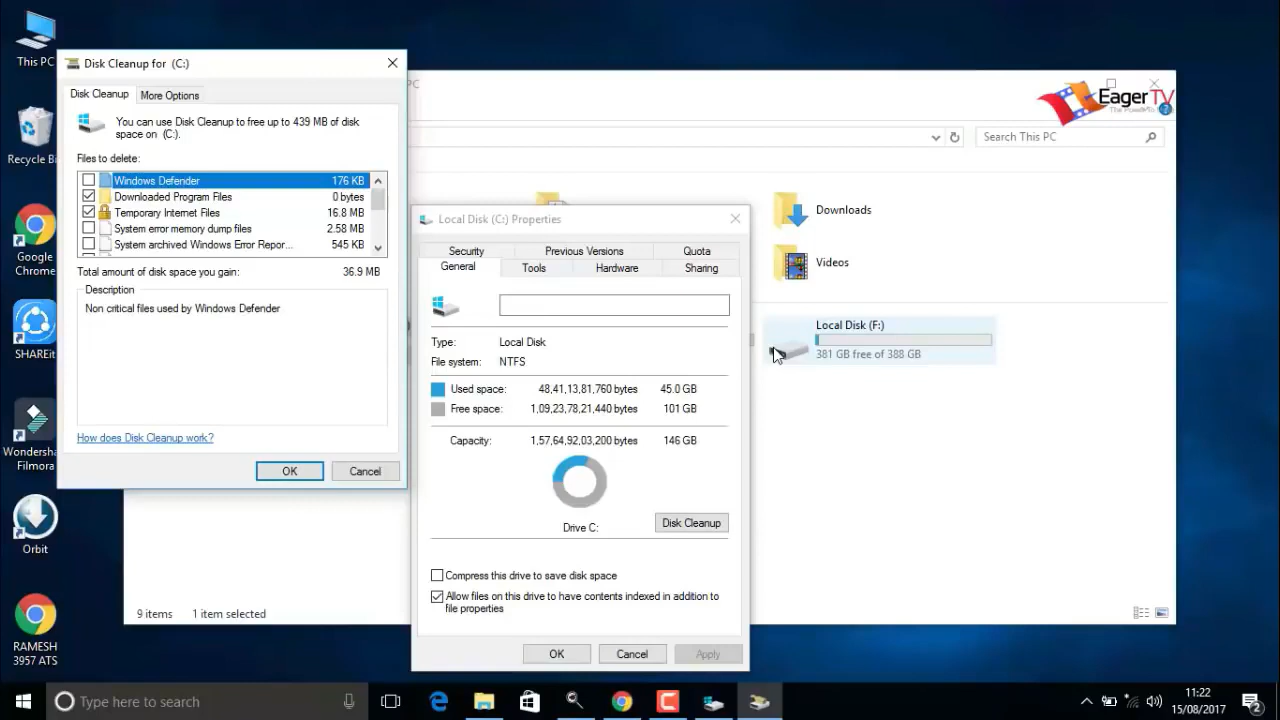 This PC
Recycle Bi
Google
Chrome
SHAREit
Wondersha
Filmora
Orbit
RAMESH
3957 ATS
Disk Cleanup for (C:)
Disk Cleanup
More Options
You can use Disk Cleanup to free up to 439 MB of disk
space on (C:).
Files to delete:
Windows Defender 176 KB
Downloaded Program Files 0 bytes
Temporary Internet Files 16.8 MB
System error memory dump files 2.58 MB
System archived Windows Error Repor... 545 KB
Total amount of disk space you gain: 36.9 MB
Description
Non critical files used by Windows Defender
How does Disk Cleanup work?
OK
Cancel
PC
EagerTV
Search This PC
Downloads
Videos
Local Disk (F:)
381 GB free of 388 GB
9 items 1 item selected
Local Disk (C:) Properties
Security Previous Versions Quota
General Tools Hardware Sharing
Type: Local Disk
File system: NTFS
Used space: 48,41,13,81,760 bytes 45.0 GB
Free space: 1,09,23,78,21,440 bytes 101 GB
Capacity: 1,57,64,92,03,200 bytes 146 GB
Drive C:
Disk Cleanup
Compress this drive to save disk space
Allow files on this drive to have contents indexed in addition to
file properties
OK Cancel Apply
Type here to search
11:22
15/08/2017
2